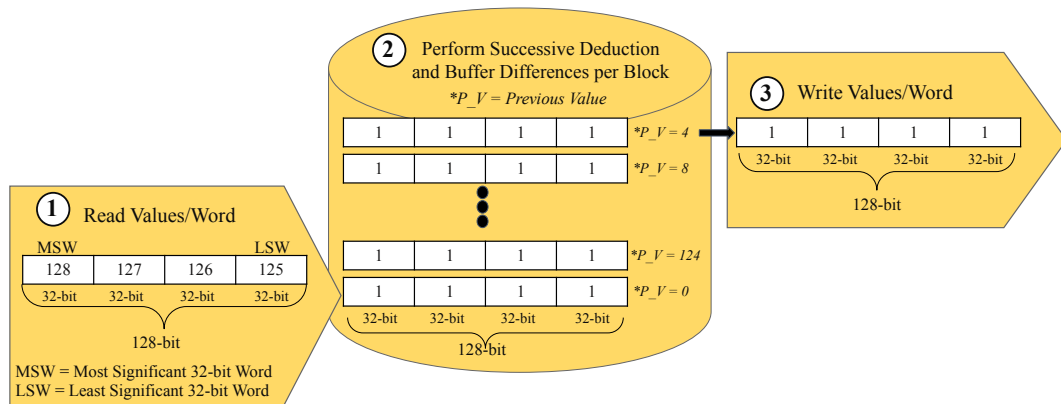 1 Read Values/Word
MSW LSW
128 127 126 125
32-bit 32-bit 32-bit 32-bit
128-bit
MSW = Most Significant 32-bit Word
LSW = Least Significant 32-bit Word
2 Perform Successive Deduction
and Buffer Differences per Block
*P_V = Previous Value
1 1 1 1 *P_V = 4
1 1 1 1 *P_V = 8
1 1 1 1 *P_V = 124
1 1 1 1 *P_V = 0
32-bit 32-bit 32-bit 32-bit
128-bit
3 Write Values/Word
1 1 1 1
32-bit 32-bit 32-bit 32-bit
128-bit